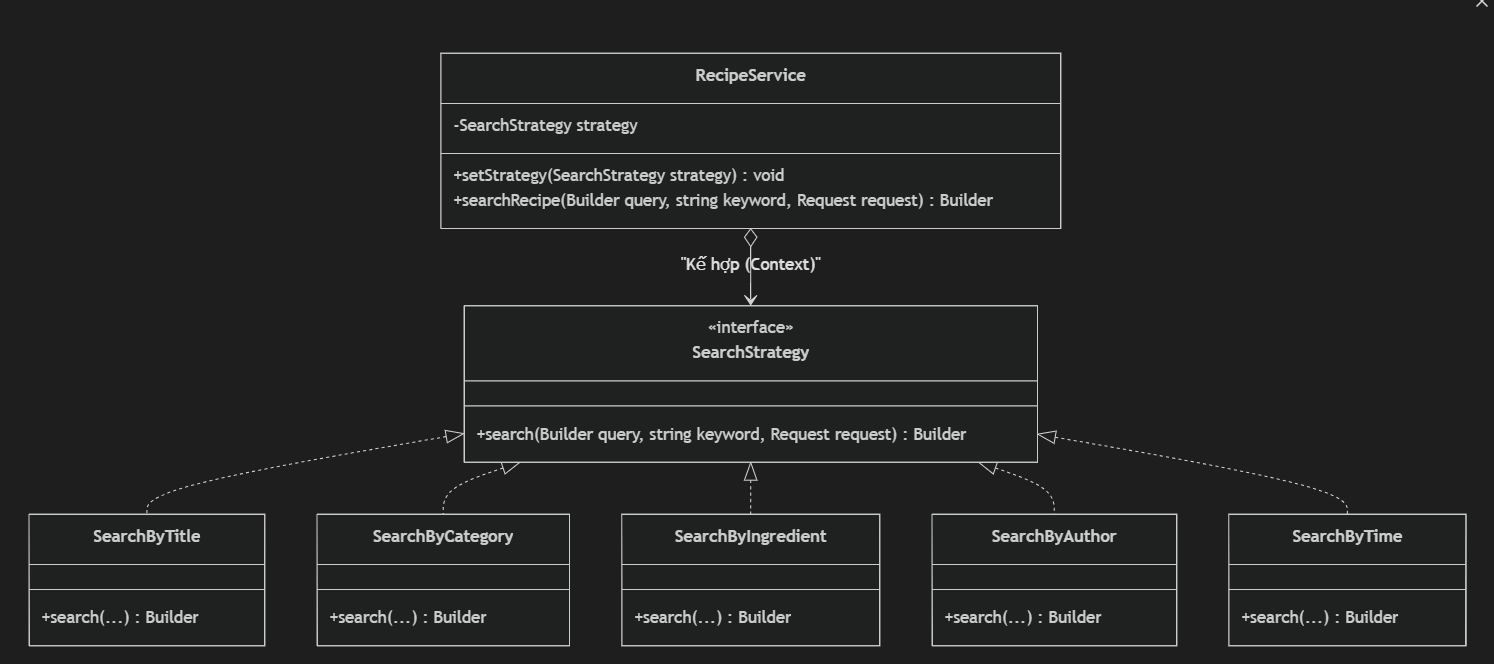 RecipeService
-SearchStrategy strategy
+setStrategy(SearchStrategy strategy) : void
+searchRecipe(Builder query, string keyword, Request request) : Builder
"Kế hợp (Context)"
«interface»
SearchStrategy
+search(Builder query, string keyword, Request request) : Builder
SearchByTitle
+search(...) : Builder
SearchByCategory
+search(...) : Builder
SearchByIngredient
+search(...) : Builder
SearchByAuthor
+search(...) : Builder
SearchByTime
+search(...) : Builder